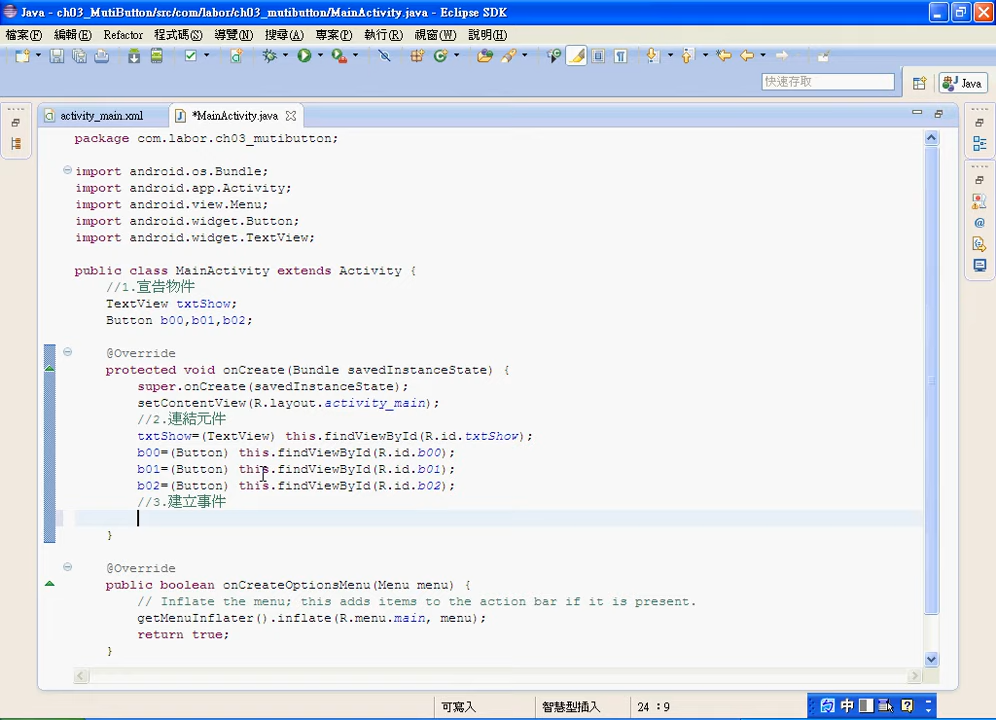 Java - ch03_MutiButton/src/com/labor/ch03_mutibutton/MainActivity.java - Eclipse SDK
檔案(F) 編輯(E) Refactor 程式碼(S) 導覽(N) 搜尋(A) 專案(P) 執行(R) 視窗(W) 說明(H)
快速存取
Java
activity_main.xml
*MainActivity.java
package com.labor.ch03_mutibutton;
import android.os.Bundle;
import android.app.Activity;
import android.view.Menu;
import android.widget.Button;
import android.widget.TextView;
public class MainActivity extends Activity {
//1.宣告物件
TextView txtShow;
Button b00,b01,b02;
@Override
protected void onCreate(Bundle savedInstanceState) {
super.onCreate(savedInstanceState);
setContentView(R.layout.activity_main);
//2.連結元件
txtShow=(TextView) this.findViewById(R.id.txtShow);
b00=(Button) this.findViewById(R.id.b00);
b01=(Button) this.findViewById(R.id.b01);
b02=(Button) this.findViewById(R.id.b02);
//3.建立事件
}
@Override
public boolean onCreateOptionsMenu(Menu menu) {
// Inflate the menu; this adds items to the action bar if it is present.
getMenuInflater().inflate(R.menu.main, menu);
return true;
}
可寫入
智慧型插入
24 : 9
中